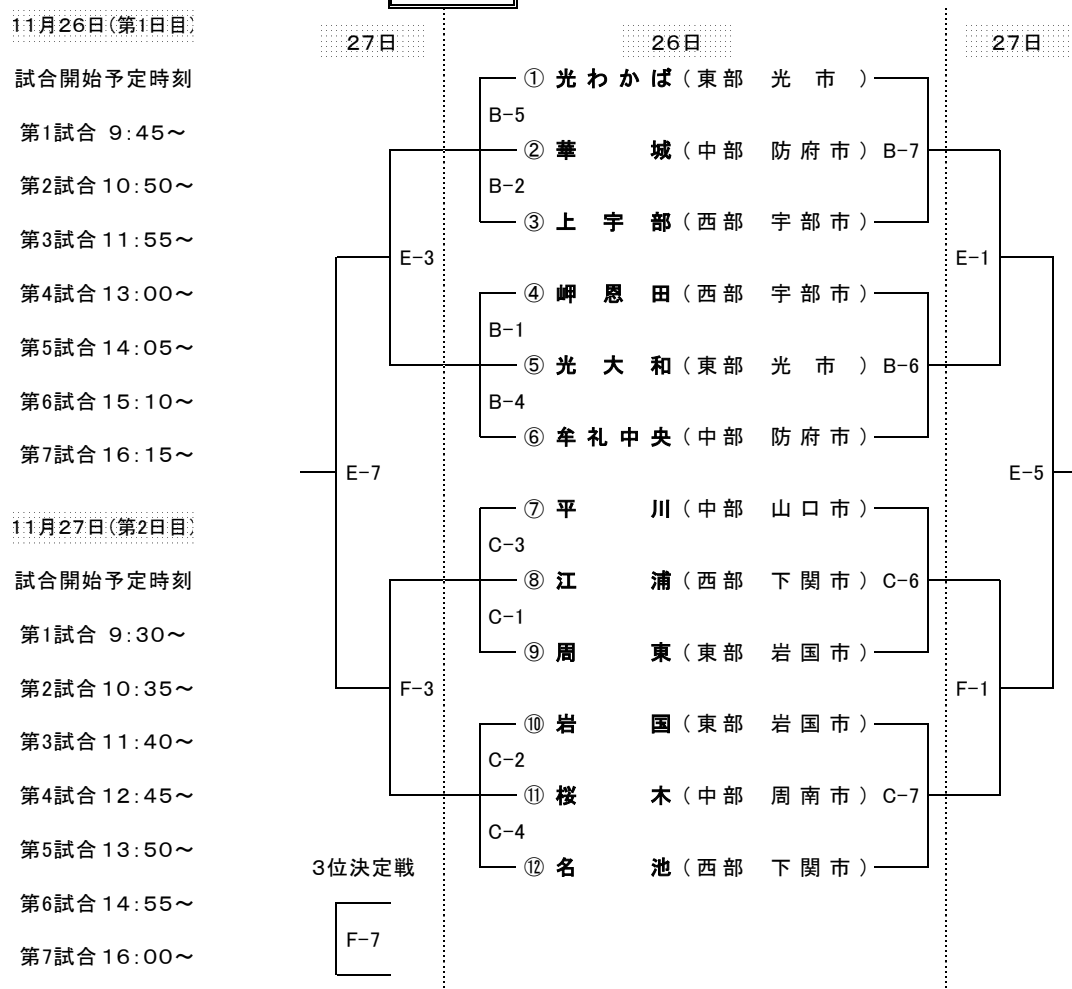 11月26日(第1日目)
試合開始予定時刻
第1試合 9:45～
第2試合 10:50～
第3試合 11:55～
第4試合 13:00～
第5試合 14:05～
第6試合 15:10～
第7試合 16:15～
11月27日(第2日目)
試合開始予定時刻
第1試合 9:30～
第2試合 10:35～
第3試合 11:40～
第4試合 12:45～
第5試合 13:50～
第6試合 14:55～
第7試合 16:00～
27日 26日 27日
① 光わかば (東部 光市)
B-5
② 華城 (中部 防府市) B-7
B-2
③ 上宇部 (西部 宇部市)
E-3 E-1
④ 岬恩田 (西部 宇部市)
B-1
⑤ 光大和 (東部 光市) B-6
B-4
⑥ 牟礼中央 (中部 防府市)
E-7 E-5
⑦ 平川 (中部 山口市)
C-3
⑧ 江浦 (西部 下関市) C-6
C-1
⑨ 周東 (東部 岩国市)
F-3 F-1
⑩ 岩国 (東部 岩国市)
C-2
⑪ 桜木 (中部 周南市) C-7
C-4
⑫ 名池 (西部 下関市)
3位決定戦
F-7